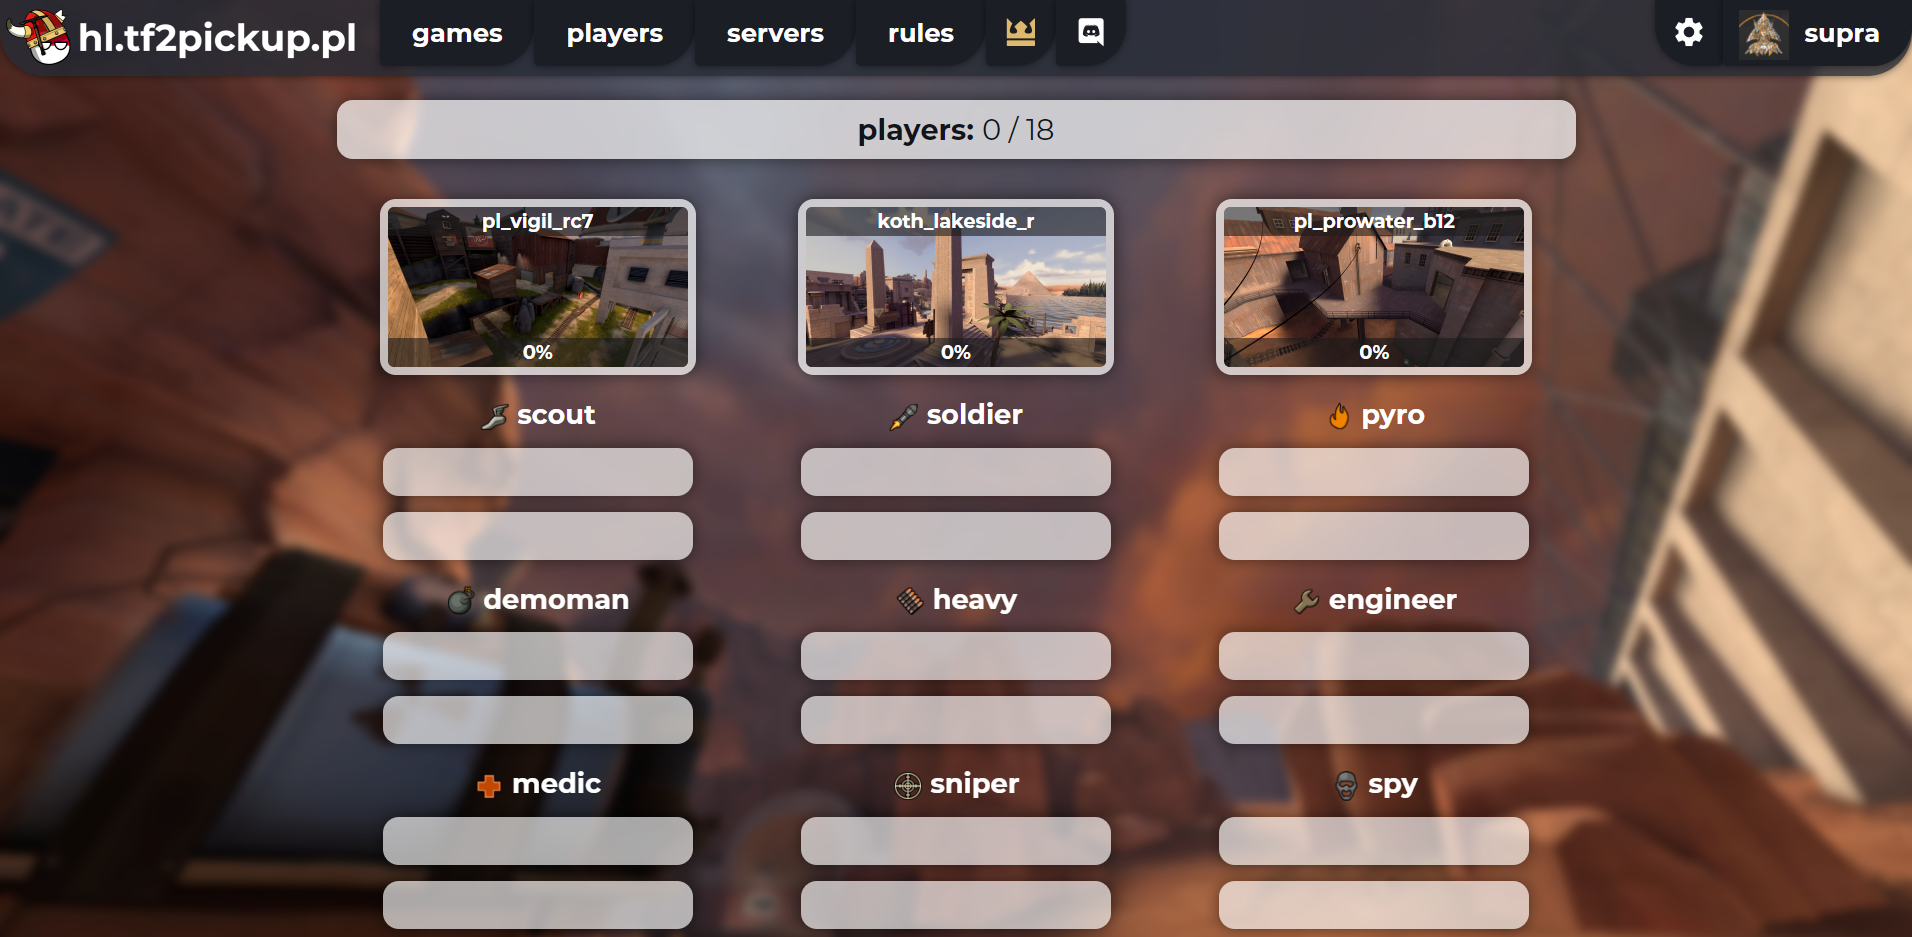 hl.tf2pickup.pl
games
players
servers
rules
supra
players: 0 / 18
pl_vigil_rc7
koth_lakeside_r
pl_prowater_b12
0%
0%
0%
scout
soldier
pyro
demoman
heavy
engineer
medic
sniper
spy